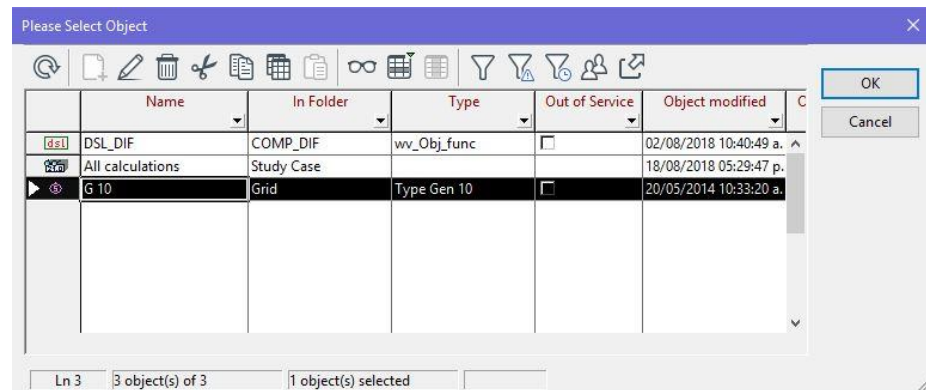 Please Select Object
Name In Folder Type Out of Service Object modified C
OK
Cancel
dsl DSL_DIF COMP_DIF wv_Obj_func 02/08/2018 10:40:49 a.
All calculations Study Case 18/08/2018 05:29:47 p.
G 10 Grid Type Gen 10 20/05/2014 10:33:20 a.
Ln 3 3 object(s) of 3 1 object(s) selected